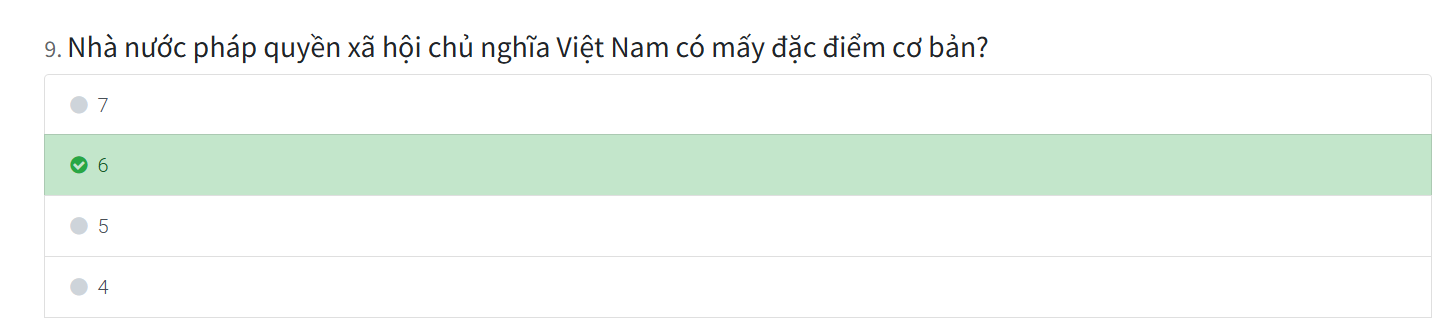 9. Nhà nước pháp quyền xã hội chủ nghĩa Việt Nam có mấy đặc điểm cơ bản?
7
6
5
4